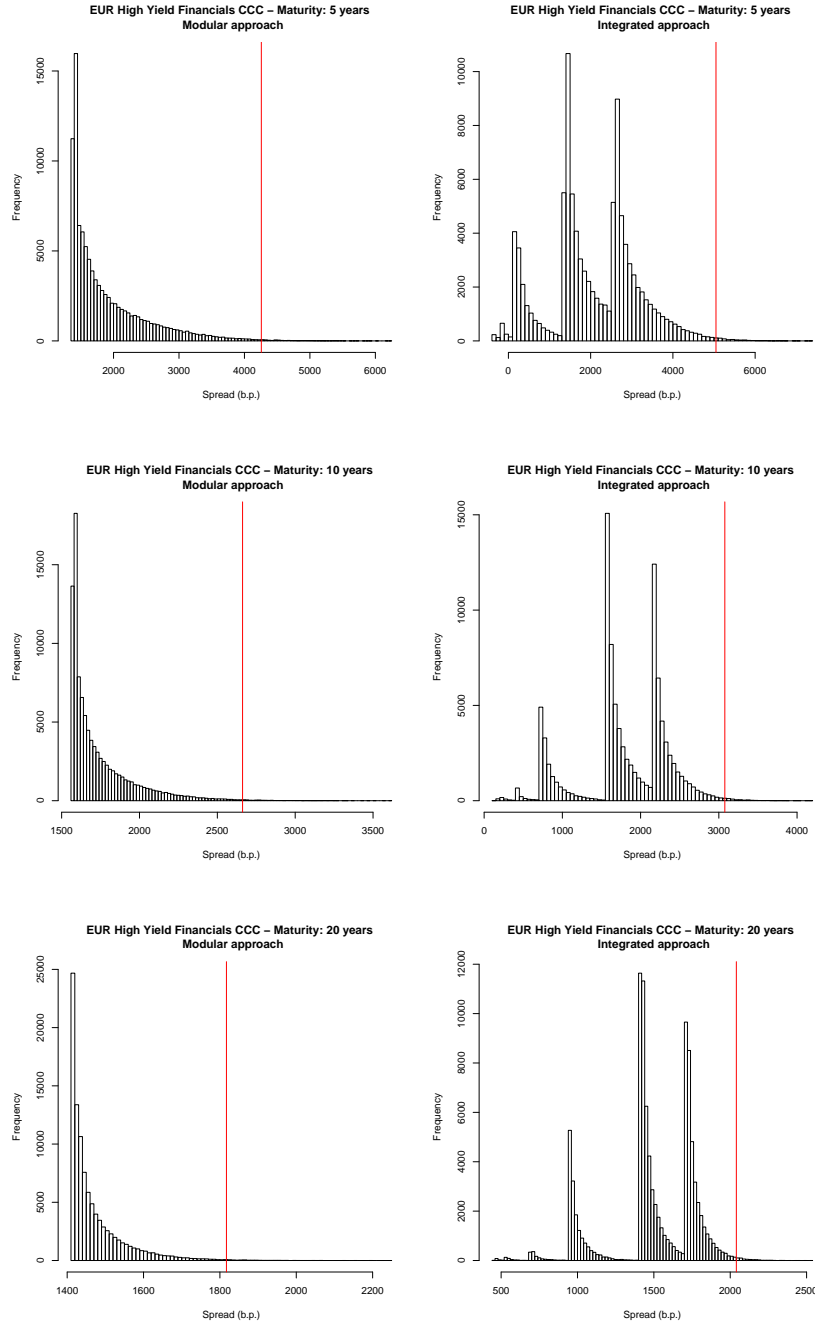 EUR High Yield Financials CCC − Maturity: 5 years
Modular approach
Frequency
0
5000
10000
15000
2000 3000 4000 5000 6000
Spread (b.p.)
EUR High Yield Financials CCC − Maturity: 5 years
Integrated approach
Frequency
0
2000
4000
6000
8000
10000
0 2000 4000 6000
Spread (b.p.)
EUR High Yield Financials CCC − Maturity: 10 years
Modular approach
Frequency
0
5000
10000
15000
1500 2000 2500 3000 3500
Spread (b.p.)
EUR High Yield Financials CCC − Maturity: 10 years
Integrated approach
Frequency
0
5000
10000
15000
0 1000 2000 3000 4000
Spread (b.p.)
EUR High Yield Financials CCC − Maturity: 20 years
Modular approach
Frequency
0
5000
10000
15000
20000
25000
1400 1600 1800 2000 2200
Spread (b.p.)
EUR High Yield Financials CCC − Maturity: 20 years
Integrated approach
Frequency
0
2000
4000
6000
8000
10000
12000
500 1000 1500 2000 2500
Spread (b.p.)